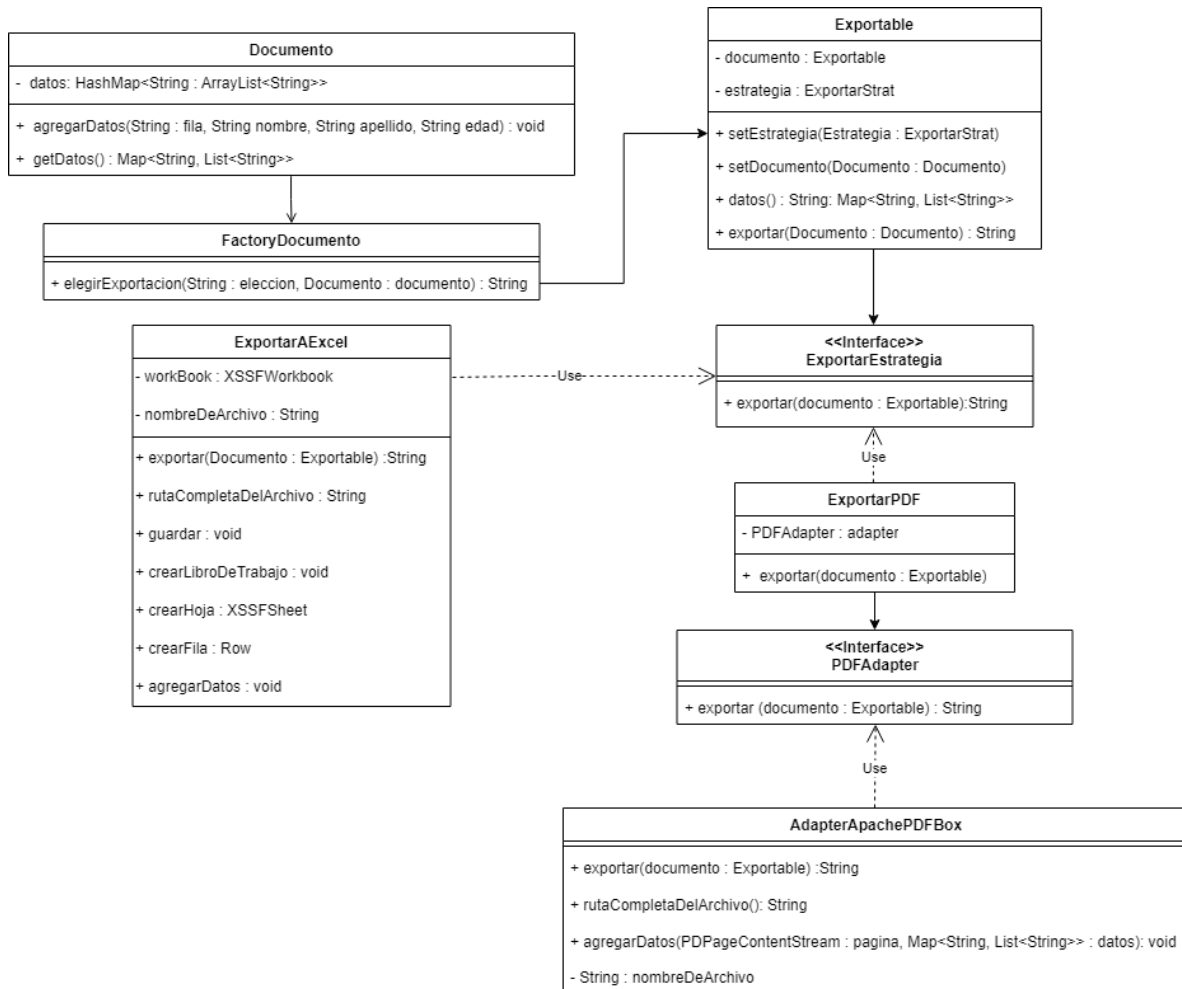 Documento
- datos: HashMap<String : ArrayList<String>>
+ agregarDatos(String : fila, String nombre, String apellido, String edad) : void
+ getDatos() : Map<String, List<String>>
FactoryDocumento
+ elegirExportacion(String : eleccion, Documento : documento) : String
Exportable
- documento : Exportable
- estrategia : ExportarStrat
+ setEstrategia(Estrategia : ExportarStrat)
+ setDocumento(Documento : Documento)
+ datos() : String: Map<String, List<String>>
+ exportar(Documento : Documento) : String
ExportarAExcel
- workBook : XSSFWorkbook
- nombreDeArchivo : String
+ exportar(Documento : Exportable) :String
+ rutaCompletaDelArchivo : String
+ guardar : void
+ crearLibroDeTrabajo : void
+ crearHoja : XSSFSheet
+ crearFila : Row
+ agregarDatos : void
Use
<<Interface>>
ExportarEstrategia
+ exportar(documento : Exportable):String
Use
ExportarPDF
- PDFAdapter : adapter
+ exportar(documento : Exportable)
<<Interface>>
PDFAdapter
+ exportar (documento : Exportable) : String
Use
AdapterApachePDFBox
+ exportar(documento : Exportable) :String
+ rutaCompletaDelArchivo(): String
+ agregarDatos(PDPageContentStream : pagina, Map<String, List<String>> : datos): void
- String : nombreDeArchivo